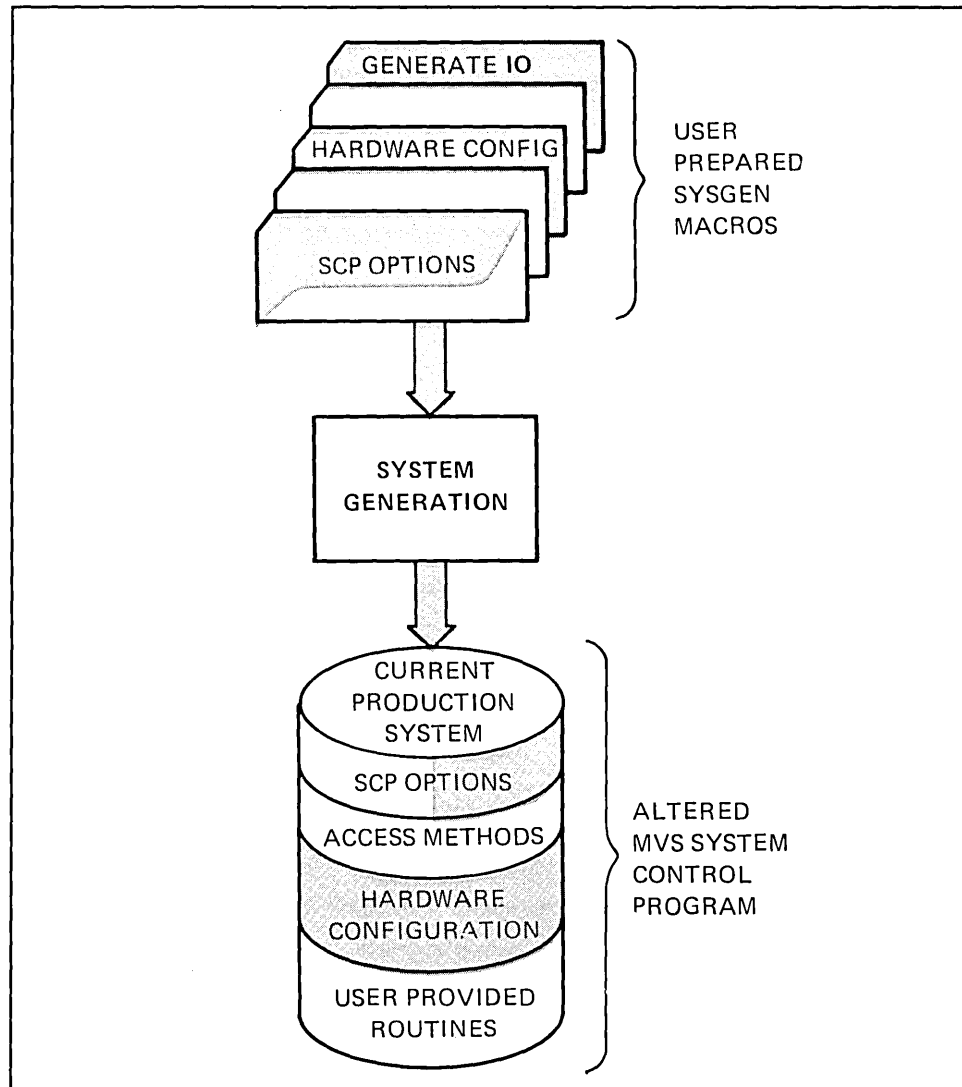 GENERATE IO
HARDWARE CONFIG
SCP OPTIONS
USER
PREPARED
SYSGEN
MACROS
SYSTEM
GENERATION
CURRENT
PRODUCTION
SYSTEM
SCP OPTIONS
ACCESS METHODS
HARDWARE
CONFIGURATION
USER PROVIDED
ROUTINES
ALTERED
MVS SYSTEM
CONTROL
PROGRAM